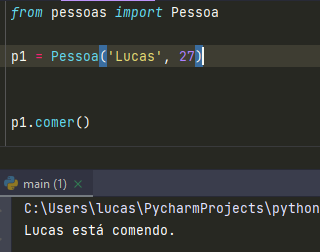 from pessoas import Pessoa
p1 = Pessoa('Lucas', 27)
p1.comer()
main (1) ×
C:\Users\lucas\PycharmProjects\python
Lucas está comendo.